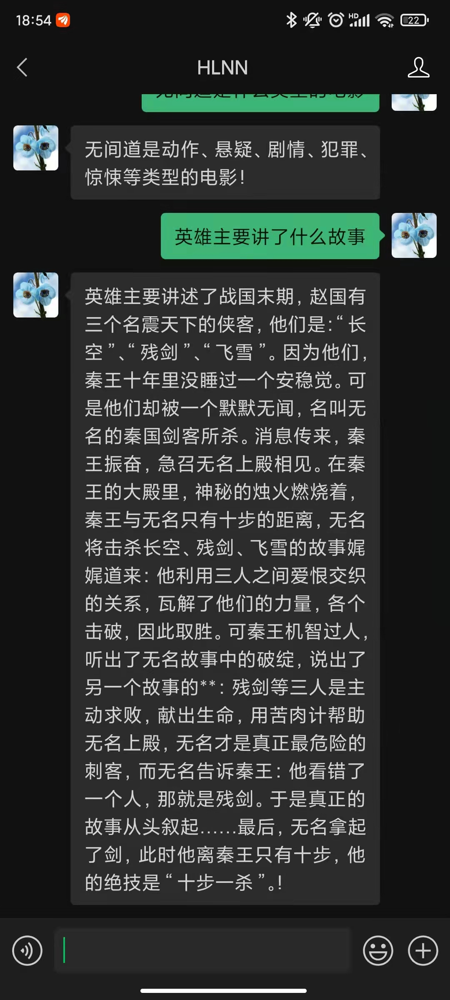 18:54
HD
22
HLNN
无间道是什么类型的电影
无间道是动作、悬疑、剧情、犯罪、
惊悚等类型的电影!
英雄主要讲了什么故事
英雄主要讲述了战国末期，赵国有
三个名震天下的侠客，他们是:“长
空”、“残剑”、“飞雪”。因为他们，
秦王十年里没睡过一个安稳觉。可
是他们却被一个默默无闻，名叫无
名的秦国剑客所杀。消息传来，秦
王振奋，急召无名上殿相见。在秦
王的大殿里，神秘的烛火燃烧着，
秦王与无名只有十步的距离，无名
将击杀长空、残剑、飞雪的故事娓
娓道来：他利用三人之间爱恨交织
的关系，瓦解了他们的力量，各个
击破，因此取胜。可秦王机智过人，
听出了无名故事中的破绽，说出了
另一个故事的**：残剑等三人是主
动求败，献出生命，用苦肉计帮助
无名上殿，无名才是真正最危险的
刺客，而无名告诉秦王：他看错了
一个人，那就是残剑。于是真正的
故事从头叙起......最后，无名拿起
了剑，此时他离秦王只有十步，他
的绝技是“十步一杀”。!